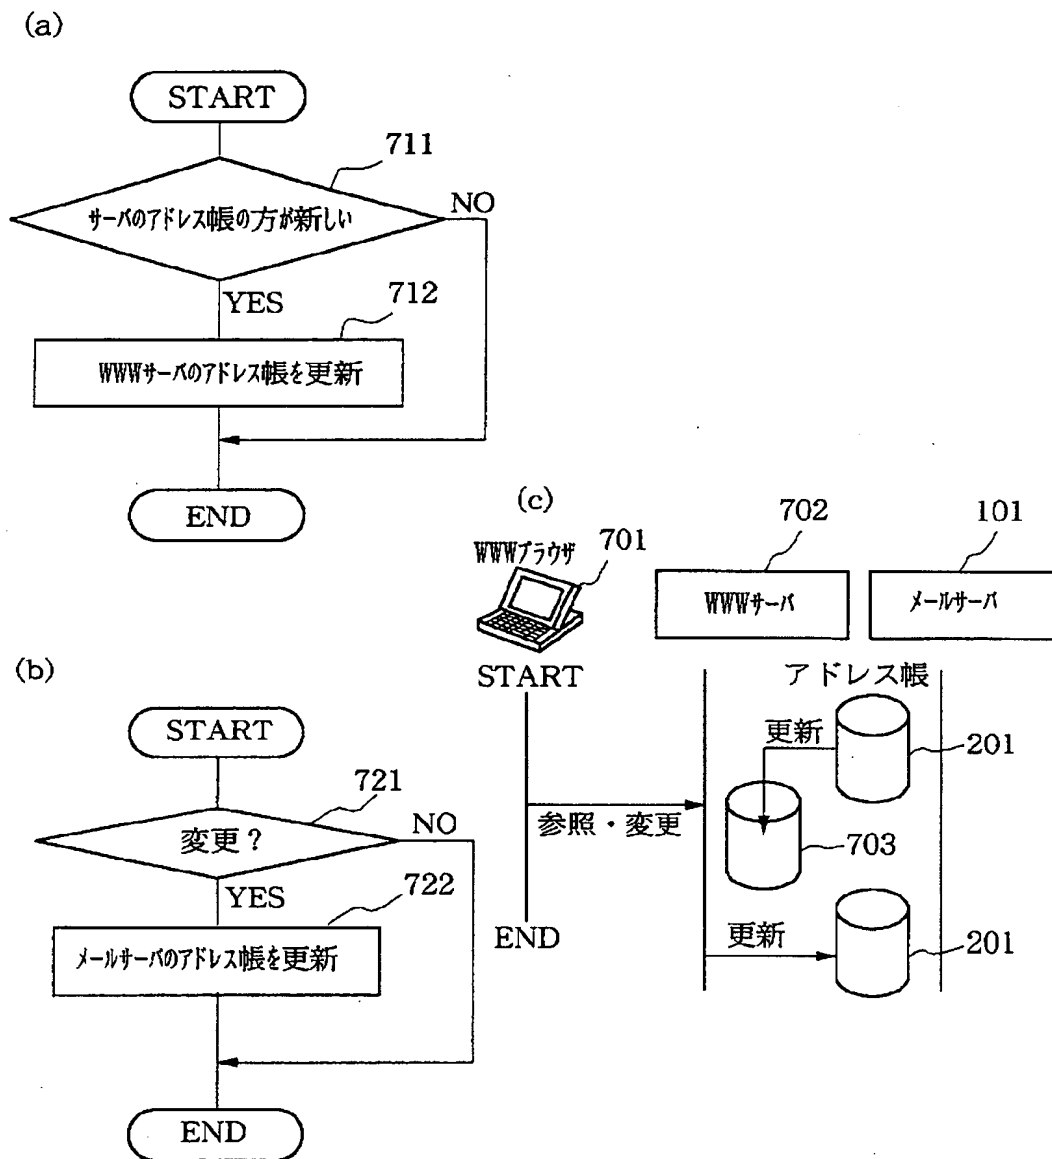 (a)
START
711
サーバのアドレス帳の方が新しい
NO
YES
712
WWWサーバのアドレス帳を更新
END
(b)
START
721
変更？
NO
YES
722
メールサーバのアドレス帳を更新
END
(c)
WWWブラウザ
701
702
101
WWWサーバ
メールサーバ
START
アドレス帳
更新
201
参照・変更
703
END
更新
201